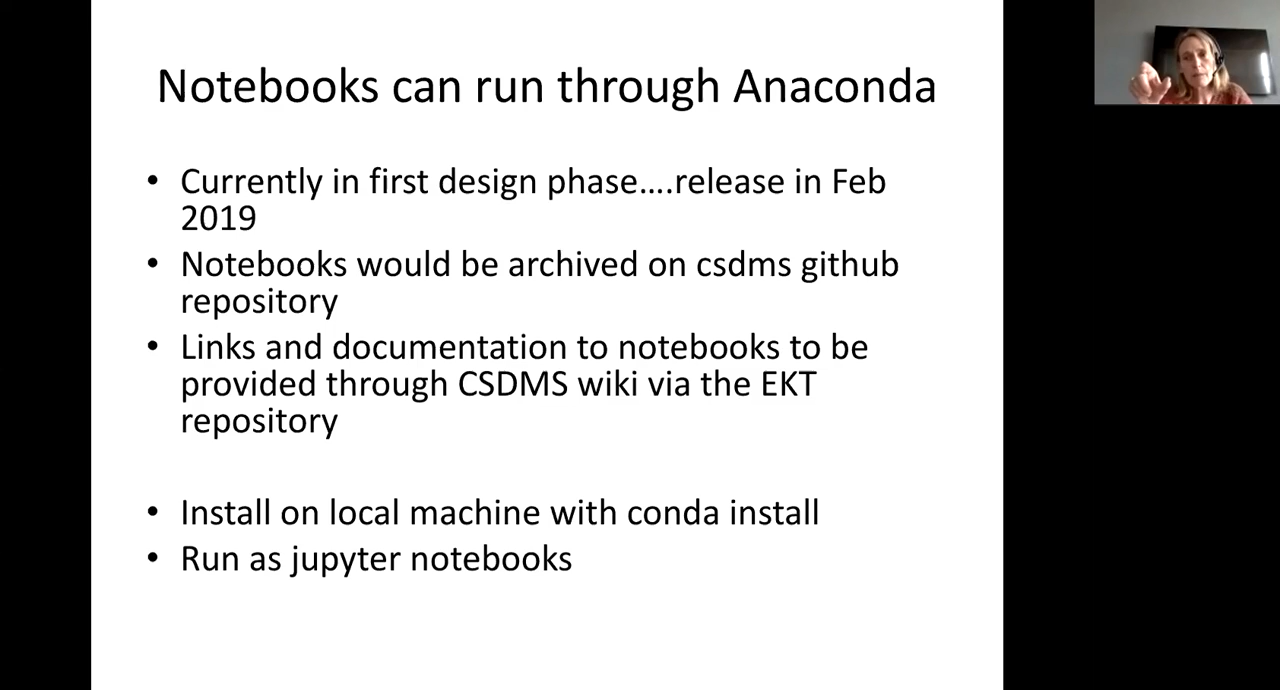 Notebooks can run through Anaconda
• Currently in first design phase....release in Feb
2019
• Notebooks would be archived on csdms github
repository
• Links and documentation to notebooks to be
provided through CSDMS wiki via the EKT
repository
• Install on local machine with conda install
• Run as jupyter notebooks